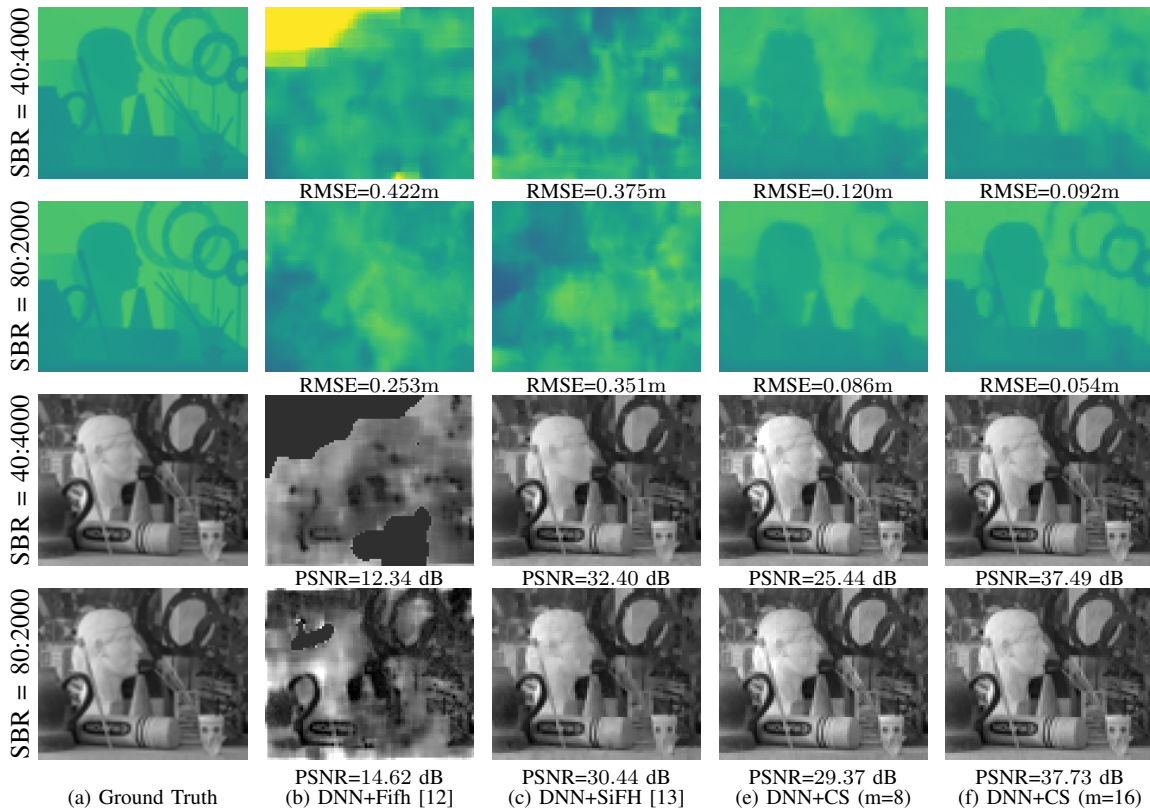 SBR = 40:4000
RMSE=0.422m
RMSE=0.375m
RMSE=0.120m
RMSE=0.092m
SBR = 80:2000
RMSE=0.253m
RMSE=0.351m
RMSE=0.086m
RMSE=0.054m
SBR = 40:4000
PSNR=12.34 dB
PSNR=32.40 dB
PSNR=25.44 dB
PSNR=37.49 dB
SBR = 80:2000
PSNR=14.62 dB
PSNR=30.44 dB
PSNR=29.37 dB
PSNR=37.73 dB
(a) Ground Truth
(b) DNN+Fifh [12]
(c) DNN+SiFH [13]
(e) DNN+CS (m=8)
(f) DNN+CS (m=16)